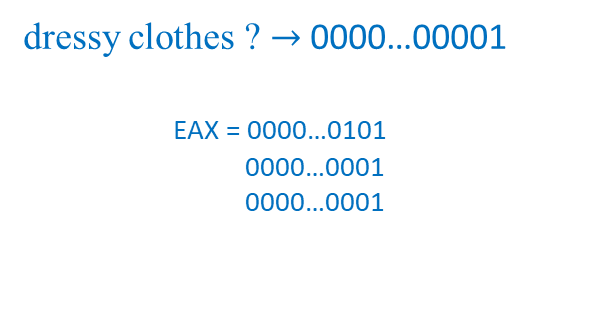 dressy clothes ? → 0000...00001
EAX = 0000...0101
0000...0001
0000...0001